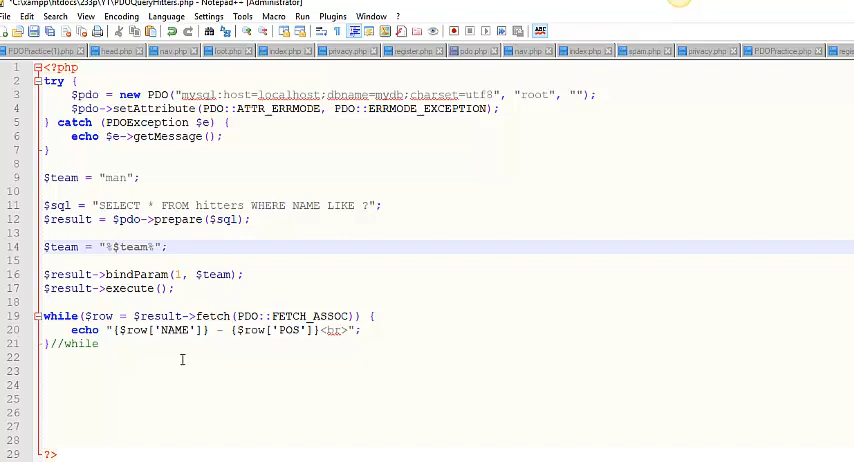 *C:\xampp\htdocs\233p\YT\PDOQueryHitters.php - Notepad++ [Administrator]
File Edit Search View Encoding Language Settings Tools Macro Run Plugins Window ?
PDOPractice(1).php head.php nav.php foot.php index.php privacy.php register.php pdo.php nav.php index.php spam.php privacy.php PDOPractice.php regis
1 <?php
2 try {
3 $pdo = new PDO("mysql:host=localhost;dbname=mydb;charset=utf8", "root", "");
4 $pdo->setAttribute(PDO::ATTR_ERRMODE, PDO::ERRMODE_EXCEPTION);
5 } catch (PDOException $e) {
6 echo $e->getMessage();
7 }
8
9 $team = "man";
10
11 $sql = "SELECT * FROM hitters WHERE NAME LIKE ?";
12 $result = $pdo->prepare($sql);
13
14 $team = "%$team%";
15
16 $result->bindParam(1, $team);
17 $result->execute();
18
19 while($row = $result->fetch(PDO::FETCH_ASSOC)) {
20 echo "{$row['NAME']} - {$row['POS']}<br>";
21 }//while
22
23
24
25
26
27
28
29 ?>